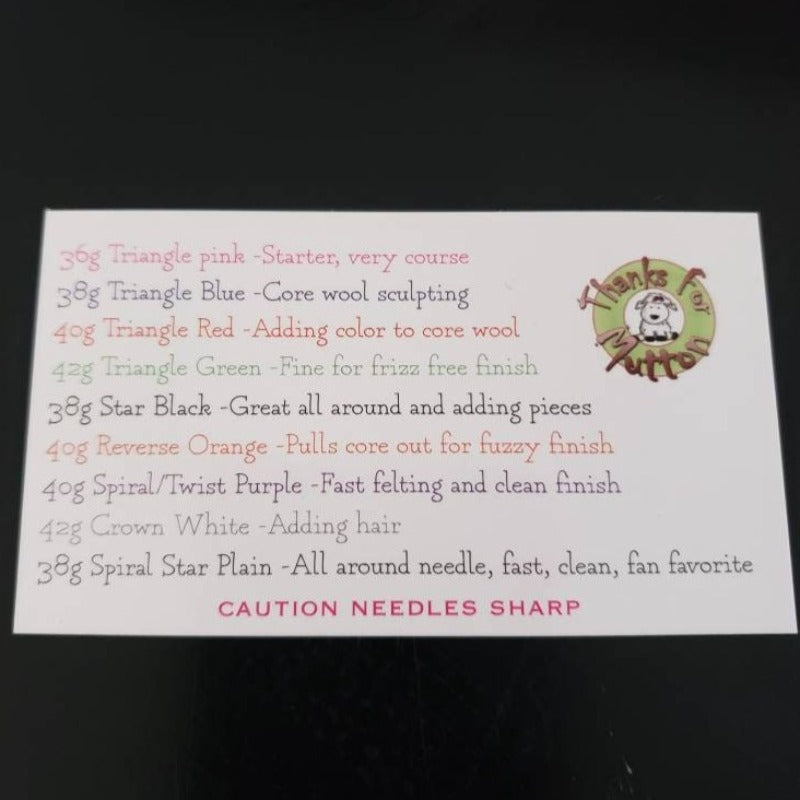 36g Triangle pink -Starter, very course
38g Triangle Blue -Core wool sculpting
40g Triangle Red -Adding color to core wool
42g Triangle Green -Fine for frizz free finish
38g Star Black -Great all around and adding pieces
40g Reverse Orange -Pulls core out for fuzzy finish
40g Spiral/Twist Purple -Fast felting and clean finish
42g Crown White -Adding hair
38g Spiral Star Plain -All around needle, fast, clean, fan favorite
CAUTION NEEDLES SHARP
Thanks For
Mutton